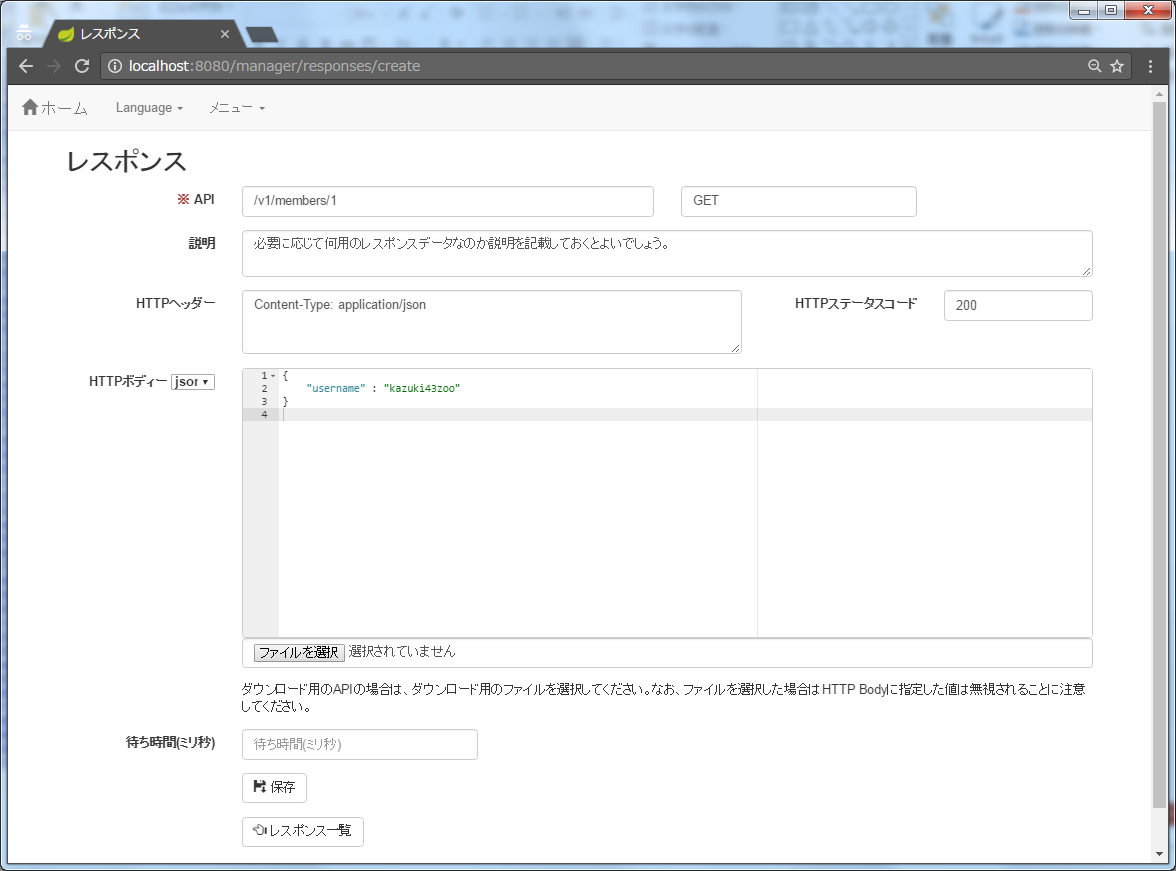 レスポンス
localhost:8080/manager/responses/create
ホーム Language メニュー
レスポンス
※ API /v1/members/1 GET
説明 必要に応じて何用のレスポンスデータなのか説明を記載しておくとよいでしょう。
HTTPヘッダー Content-Type: application/json HTTPステータスコード 200
HTTPボディー json
1 {
2 "username" : "kazuki43zoo"
3 }
4
ファイルを選択 選択されていません
ダウンロード用のAPIの場合は、ダウンロード用のファイルを選択してください。なお、ファイルを選択した場合はHTTP Bodyに指定した値は無視されることに注意
してください。
待ち時間(ミリ秒) 待ち時間(ミリ秒)
保存
レスポンス一覧